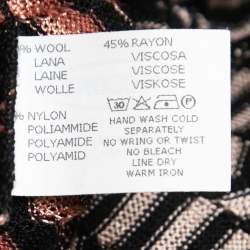 % WOOL 45% RAYON
LANA VISCOSA
LAINE VISCOSE
WOLLE VISKOSE
30
% NYLON HAND WASH COLD
POLIAMMIDE SEPARATELY
POLYAMIDE NO WRING OR TWIST
POLYAMID NO BLEACH
LINE DRY
WARM IRON